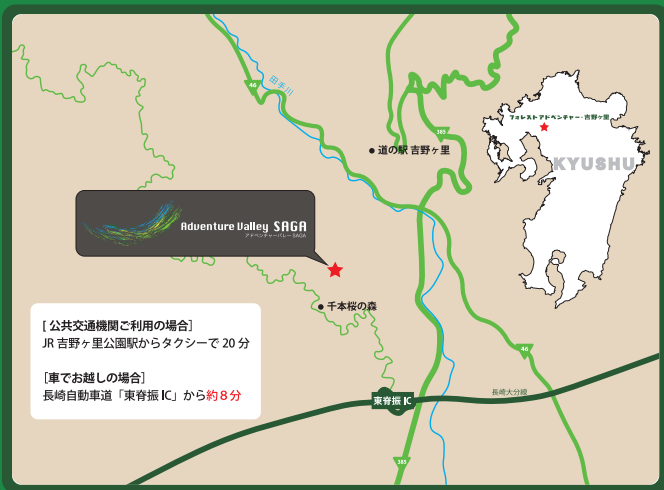 46
田手川
385
道の駅 吉野ヶ里
フォレストアドベンチャー・吉野ヶ里
KYUSHU
Adventure Valley SAGA
アドベンチャーバレー SAGA
千本桜の森
[ 公共交通機関ご利用の場合]
JR 吉野ヶ里公園駅からタクシーで 20 分
[車でお越しの場合]
長崎自動車道「東脊振 IC」から約８分
46
長崎大分線
東脊振 IC
385